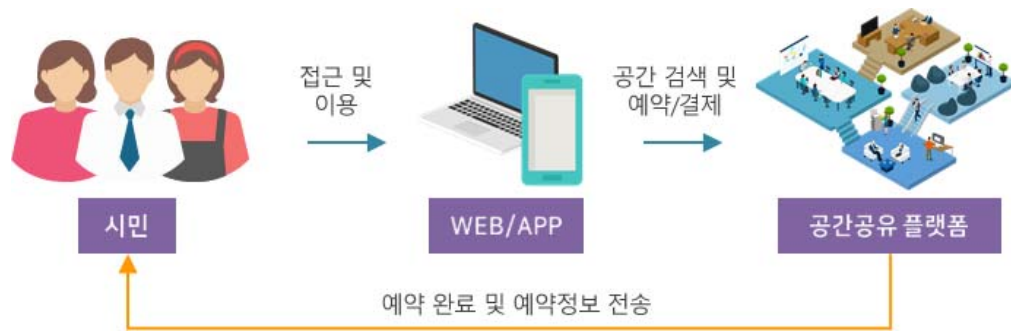 접근 및
이용
공간 검색 및
예약/결제
시민
WEB/APP
공간공유 플랫폼
예약 완료 및 예약정보 전송